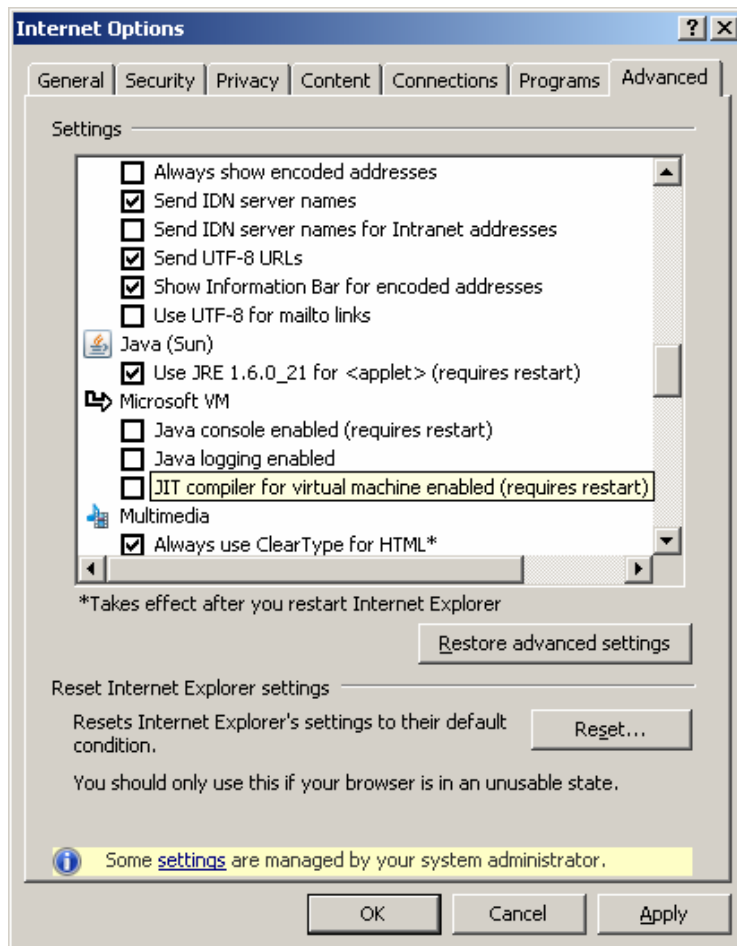 Internet Options
General Security Privacy Content Connections Programs Advanced
Settings
Always show encoded addresses
Send IDN server names
Send IDN server names for Intranet addresses
Send UTF-8 URLs
Show Information Bar for encoded addresses
Use UTF-8 for mailto links
Java (Sun)
Use JRE 1.6.0_21 for <applet> (requires restart)
Microsoft VM
Java console enabled (requires restart)
Java logging enabled
JIT compiler for virtual machine enabled (requires restart)
Multimedia
Always use ClearType for HTML*
*Takes effect after you restart Internet Explorer
Restore advanced settings
Reset Internet Explorer settings
Resets Internet Explorer's settings to their default
condition.
Reset...
You should only use this if your browser is in an unusable state.
Some settings are managed by your system administrator.
OK Cancel Apply